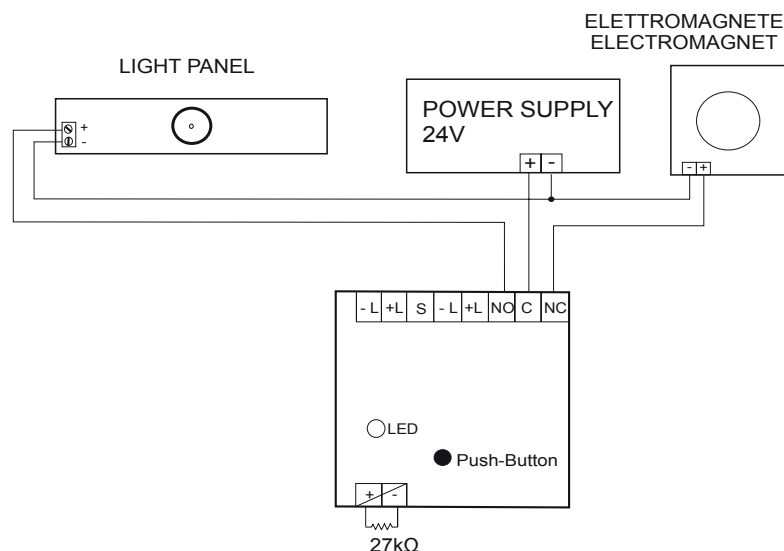 ELETTROMAGNETE
ELECTROMAGNET
LIGHT PANEL
POWER SUPPLY
24V
+
-
+ -
- +
- L +L S - L +L NO C NC
LED
Push-Button
+ -
27kΩ